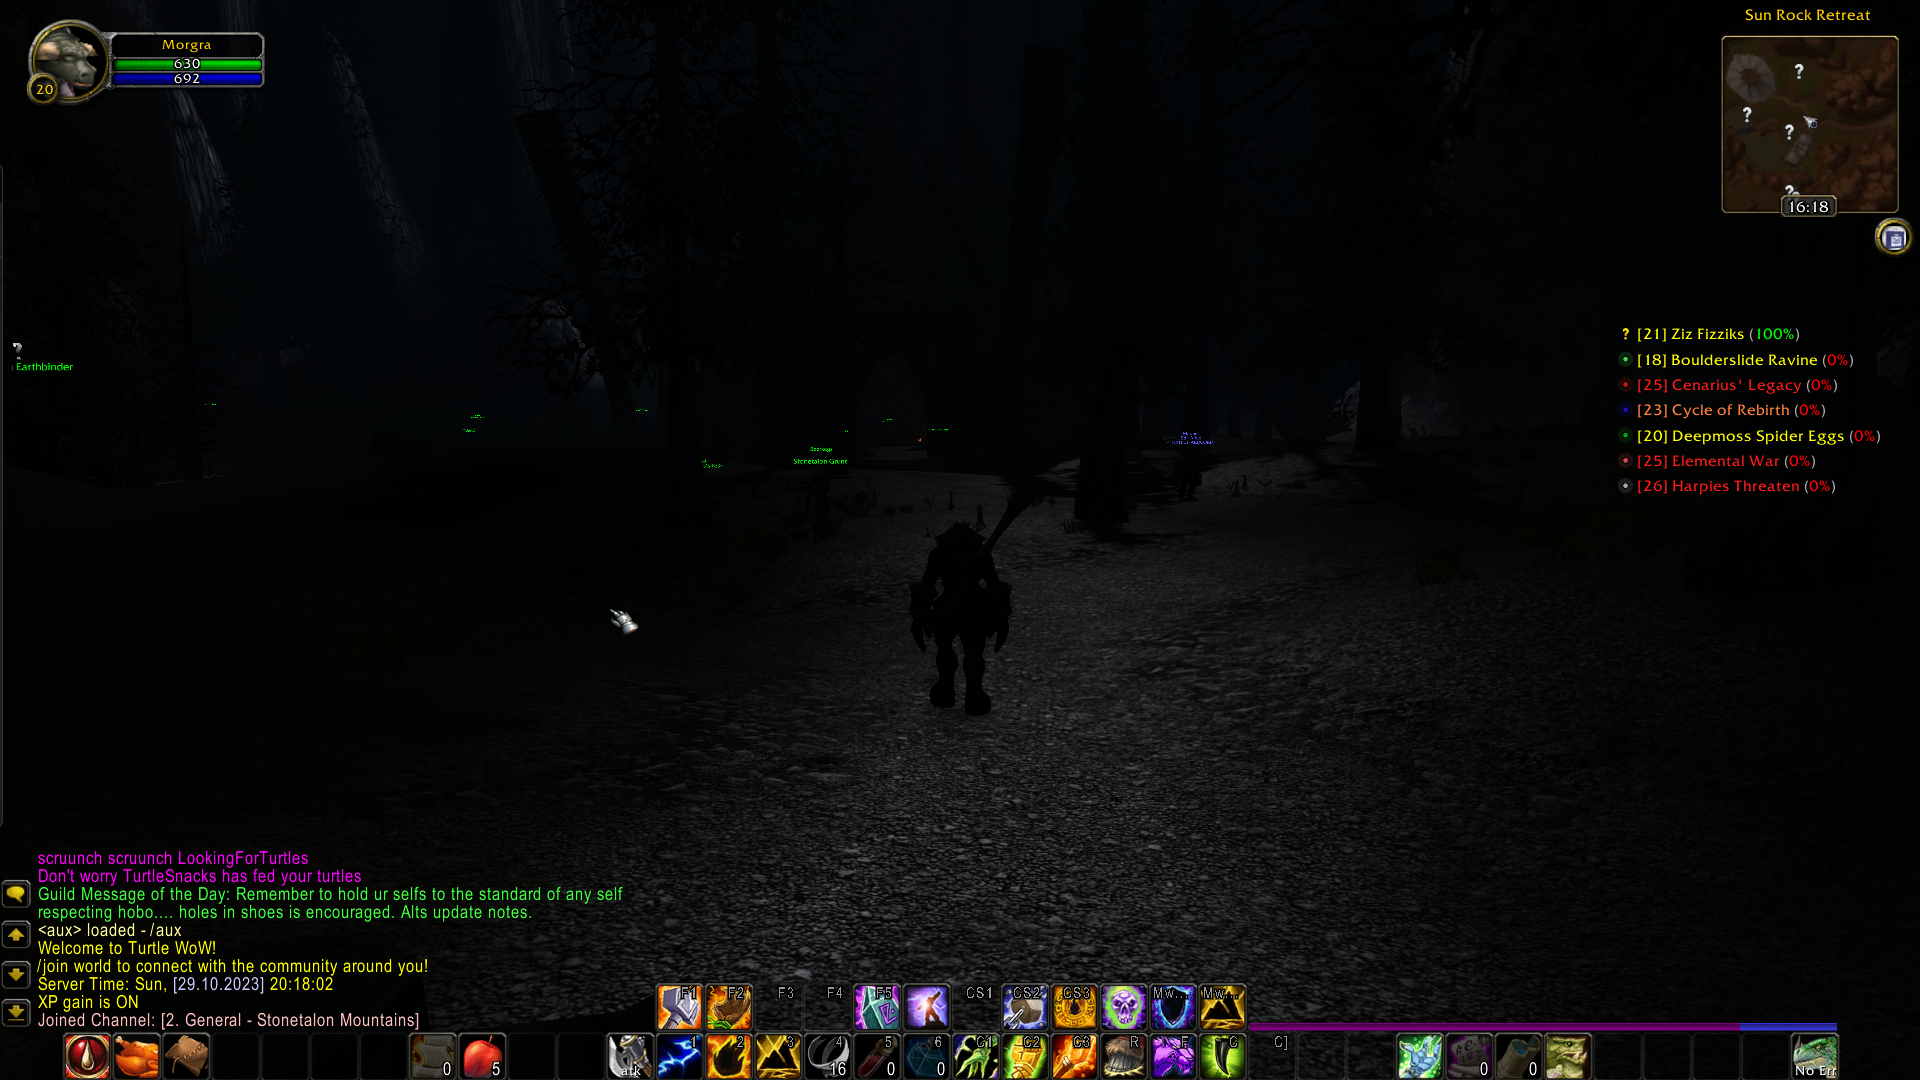 Sun Rock Retreat
Morgra
630
692
20
16:18
? [21] Ziz Fizziks (100%)
[18] Boulderslide Ravine (0%)
[25] Cenarius' Legacy (0%)
[23] Cycle of Rebirth (0%)
[20] Deepmoss Spider Eggs (0%)
[25] Elemental War (0%)
[26] Harpies Threaten (0%)
Earthbinder
Stonetalon Grunt
scruunch scruunch LookingForTurtles
Don't worry TurtleSnacks has fed your turtles
Guild Message of the Day: Remember to hold ur selfs to the standard of any self
respecting hobo.... holes in shoes is encouraged. Alts update notes.
<aux> loaded - /aux
Welcome to Turtle WoW!
/join world to connect with the community around you!
Server Time: Sun, [29.10.2023] 20:18:02
XP gain is ON
Joined Channel: [2. General - Stonetalon Mountains]
F1 F2 F3 F4 F5 CS1 CS2 CS3 Mw... Mw...
1 2 3 4 5 6 C1 C2 C3 R F C C]
0 5 atk 16 0 0 0 0 No Err